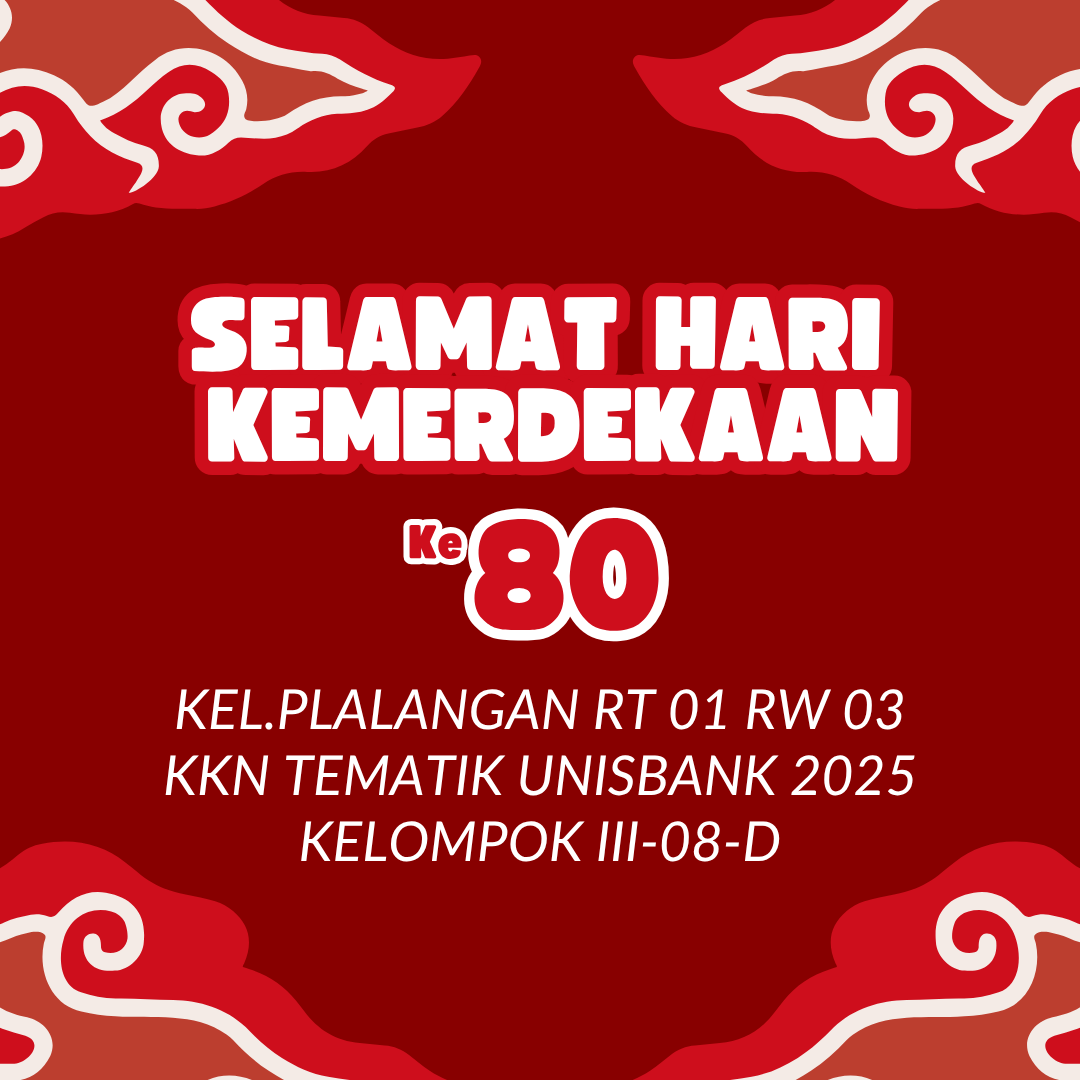 SELAMAT HARI
KEMERDEKAAN
Ke 80
KEL.PLALANGAN RT 01 RW 03
KKN TEMATIK UNISBANK 2025
KELOMPOK III-08-D